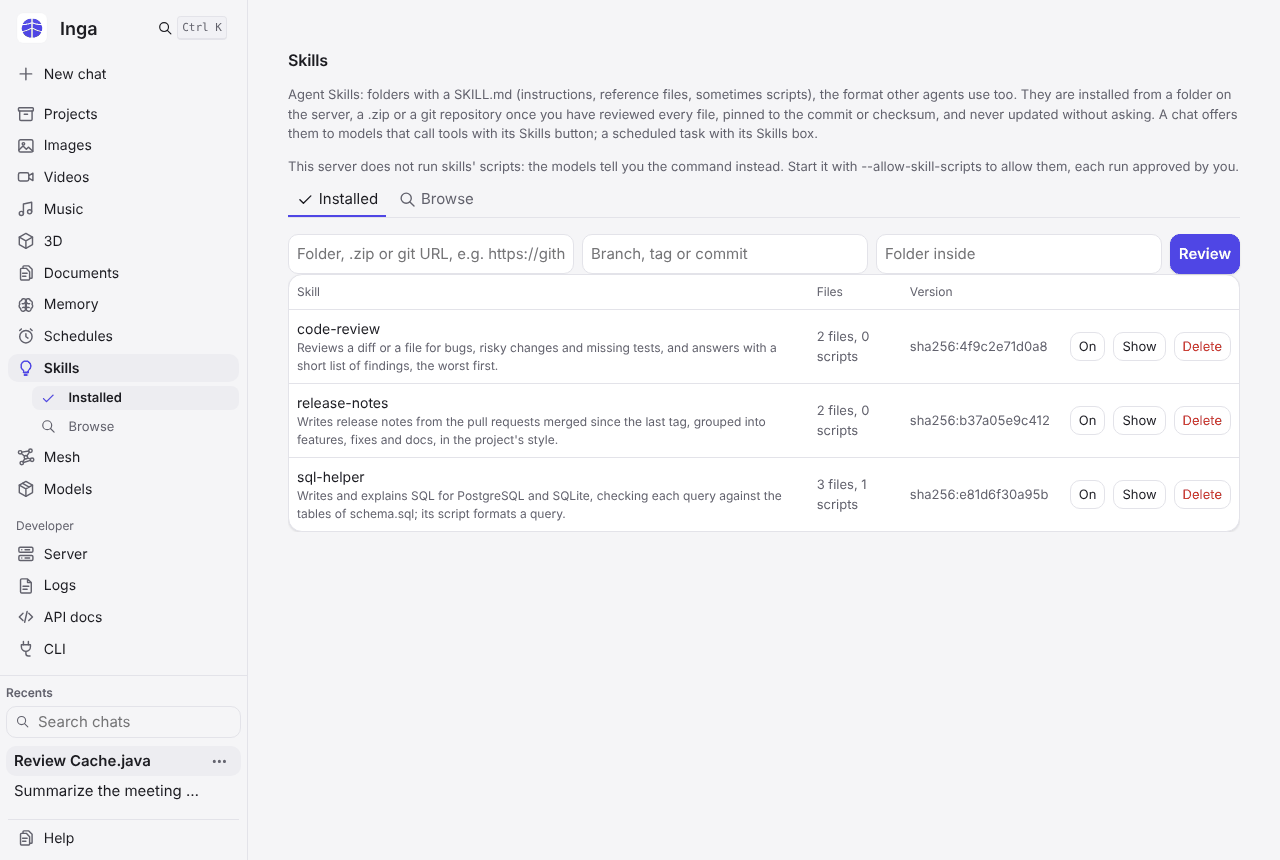 Inga
Ctrl K
New chat
Projects
Images
Videos
Music
3D
Documents
Memory
Schedules
Skills
Installed
Browse
Mesh
Models
Developer
Server
Logs
API docs
CLI
Recents
Search chats
Review Cache.java
Summarize the meeting ...
Help
Skills
Agent Skills: folders with a SKILL.md (instructions, reference files, sometimes scripts), the format other agents use too. They are installed from a folder on
the server, a .zip or a git repository once you have reviewed every file, pinned to the commit or checksum, and never updated without asking. A chat offers
them to models that call tools with its Skills button; a scheduled task with its Skills box.
This server does not run skills' scripts: the models tell you the command instead. Start it with --allow-skill-scripts to allow them, each run approved by you.
Installed Browse
Folder, .zip or git URL, e.g. https://gith Branch, tag or commit Folder inside Review
Skill Files Version
code-review
Reviews a diff or a file for bugs, risky changes and missing tests, and answers with a
short list of findings, the worst first.
2 files, 0
scripts
sha256:4f9c2e71d0a8 On Show Delete
release-notes
Writes release notes from the pull requests merged since the last tag, grouped into
features, fixes and docs, in the project's style.
2 files, 0
scripts
sha256:b37a05e9c412 On Show Delete
sql-helper
Writes and explains SQL for PostgreSQL and SQLite, checking each query against the
tables of schema.sql; its script formats a query.
3 files, 1
scripts
sha256:e81d6f30a95b On Show Delete